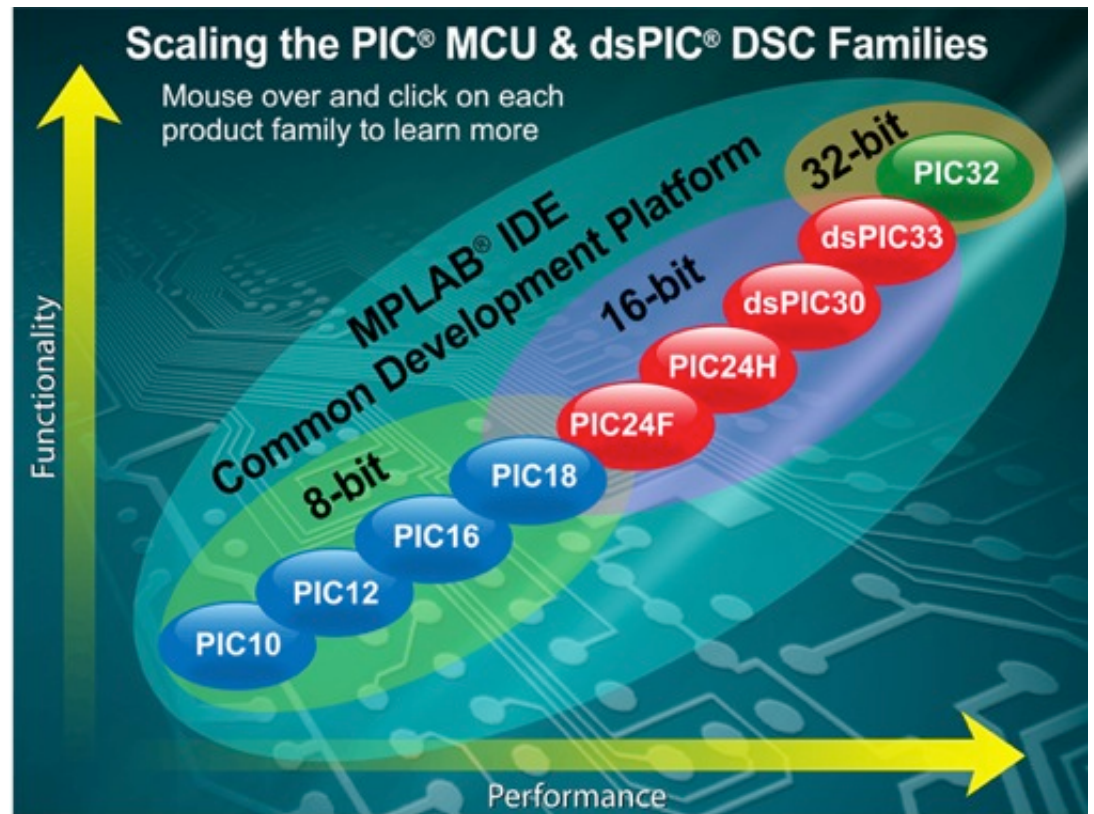 Scaling the PIC® MCU & dsPIC® DSC Families
Mouse over and click on each
product family to learn more
Functionality
MPLAB® IDE
Common Development Platform
32-bit
PIC32
dsPIC33
16-bit
dsPIC30
PIC24H
PIC24F
8-bit
PIC18
PIC16
PIC12
PIC10
Performance